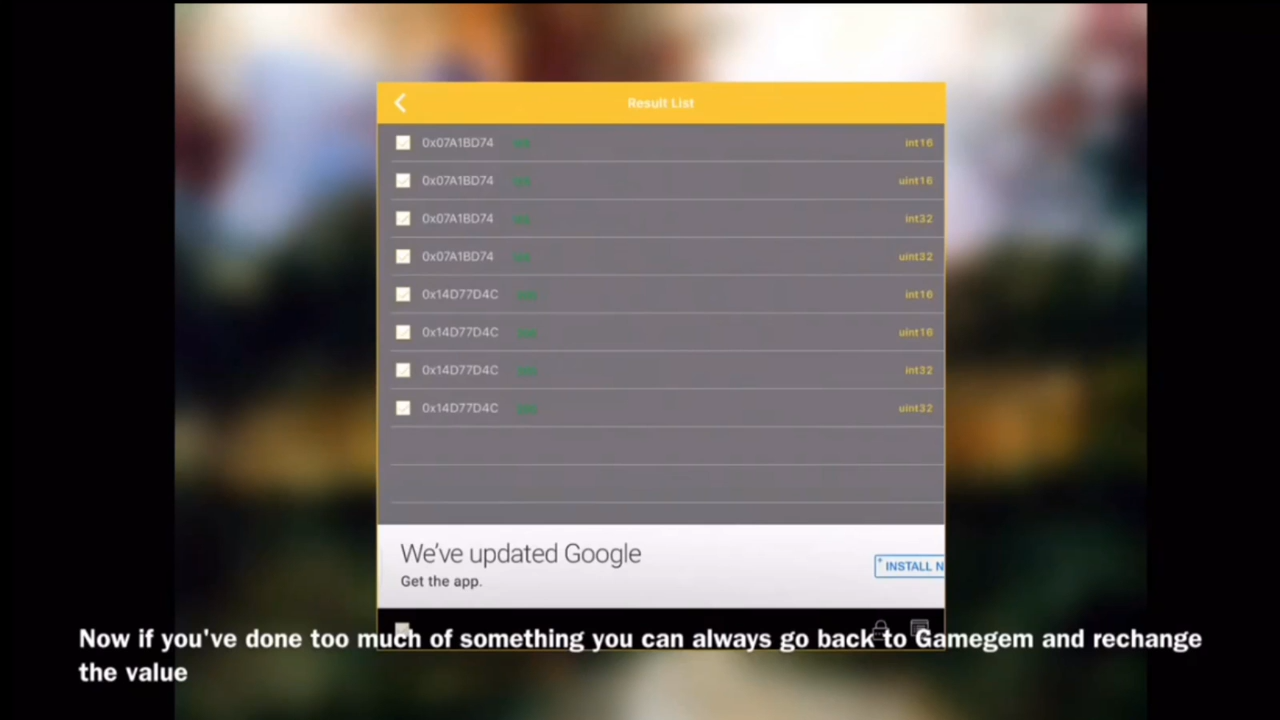 Result List
0x07A1BD74 int16
0x07A1BD74 uint16
0x07A1BD74 int32
0x07A1BD74 uint32
0x14D77D4C int16
0x14D77D4C uint16
0x14D77D4C int32
0x14D77D4C uint32
We've updated Google
Get the app.
INSTALL N
Now if you've done too much of something you can always go back to Gamegem and rechange
the value